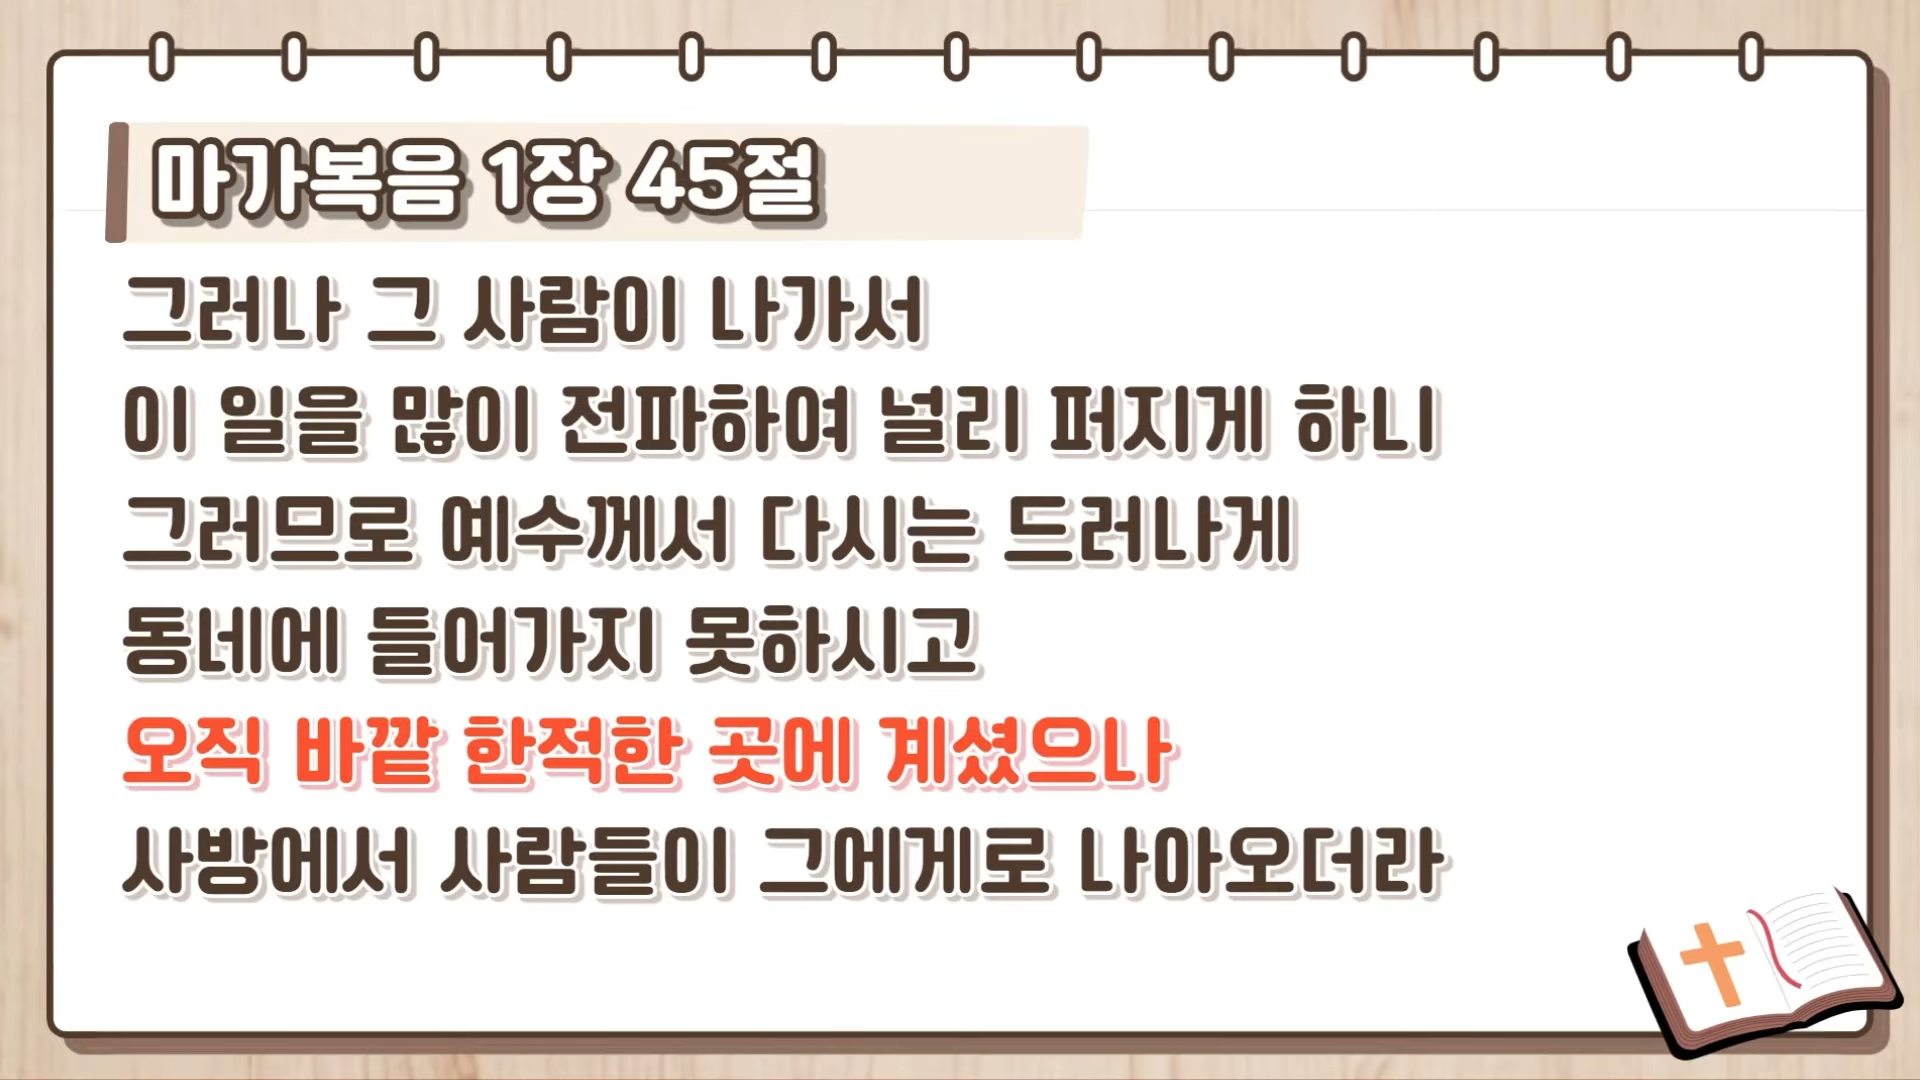 마가복음 1장 45절
그러나 그 사람이 나가서
이 일을 많이 전파하여 널리 퍼지게 하니
그러므로 예수께서 다시는 드러나게
동네에 들어가지 못하시고
오직 바깥 한적한 곳에 계셨으나
사방에서 사람들이 그에게로 나아오더라